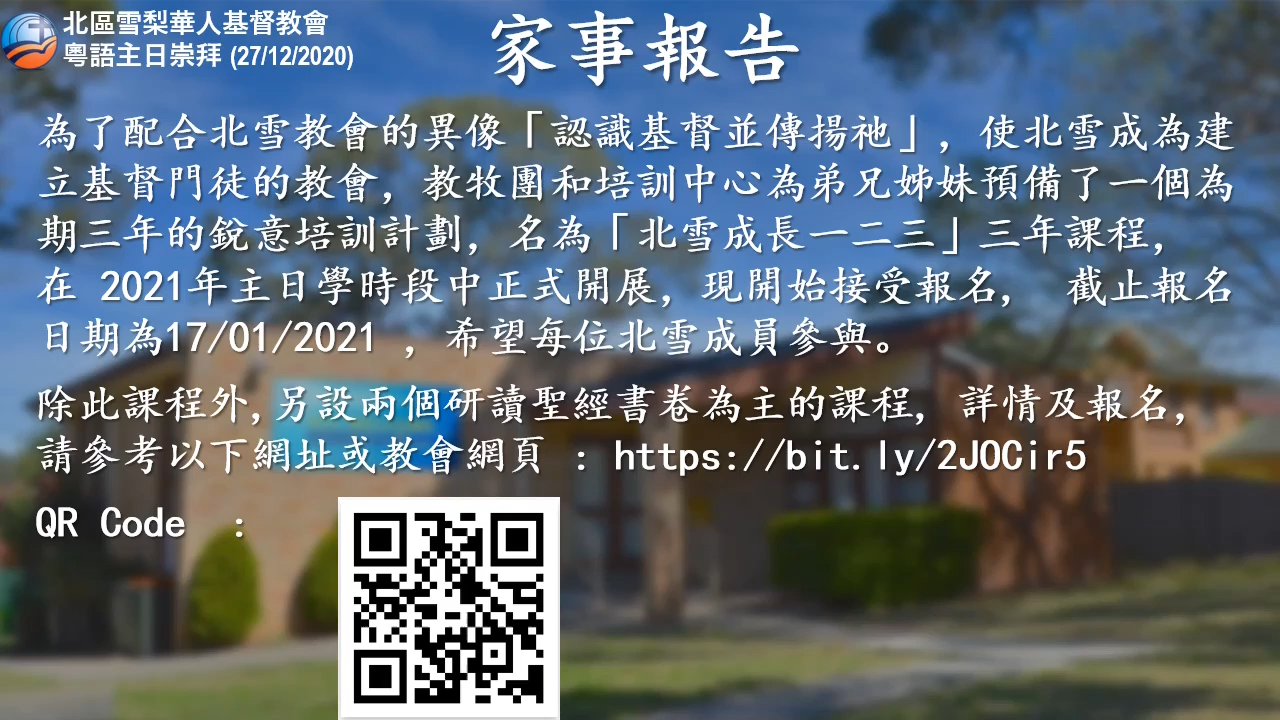 北區雪梨華人基督教會
粵語主日崇拜 (27/12/2020)
家事報告
為了配合北雪教會的異像「認識基督並傳揚祂」，使北雪成為建
立基督門徒的教會，教牧團和培訓中心為弟兄姊妹預備了一個為
期三年的銳意培訓計劃，名為「北雪成長一二三」三年課程，
在 2021年主日學時段中正式開展，現開始接受報名， 截止報名
日期為17/01/2021 ，希望每位北雪成員參與。
除此課程外,另設兩個研讀聖經書卷為主的課程，詳情及報名，
請參考以下網址或教會網頁 ：https://bit.ly/2JOCir5
QR Code ：